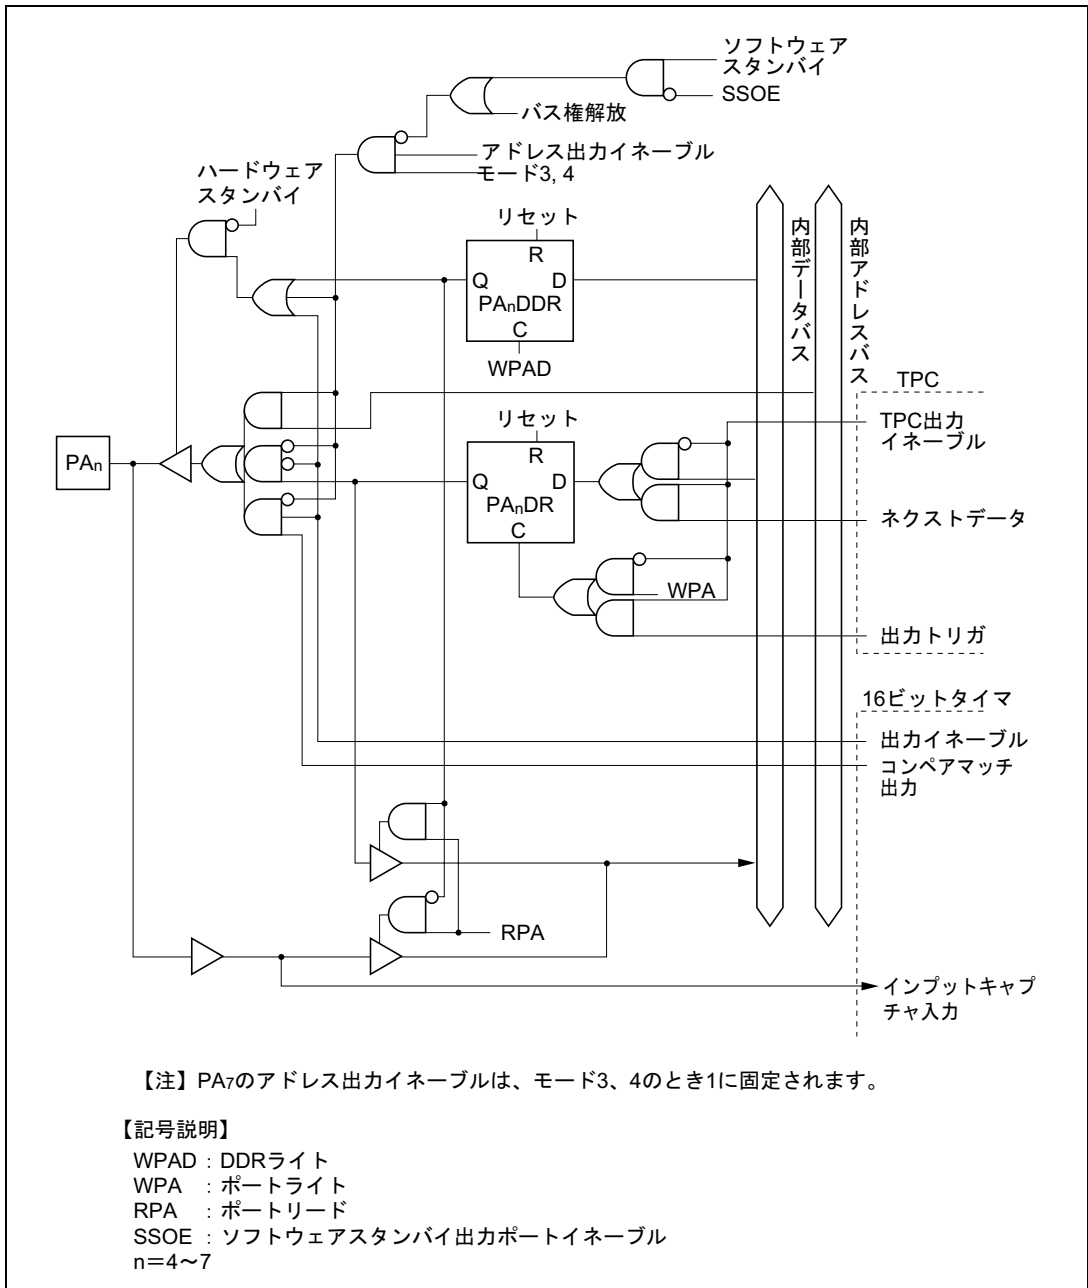 ソフトウェア
スタンバイ
SSOE
バス権解放
アドレス出力イネーブル
モード3, 4
ハードウェア
スタンバイ
リセット
R
Q
D
PAnDDR
C
WPAD
内部データバス
内部アドレスバス
TPC
TPC出力
イネーブル
リセット
R
PAn
Q
D
PAnDR
C
ネクストデータ
WPA
出力トリガ
16ビットタイマ
出力イネーブル
コンペアマッチ
出力
RPA
インプットキャプ
チャ入力
【注】PA7のアドレス出力イネーブルは、モード3、4のとき1に固定されます。
【記号説明】
WPAD : DDRライト
WPA : ポートライト
RPA : ポートリード
SSOE : ソフトウェアスタンバイ出力ポートイネーブル
n=4〜7